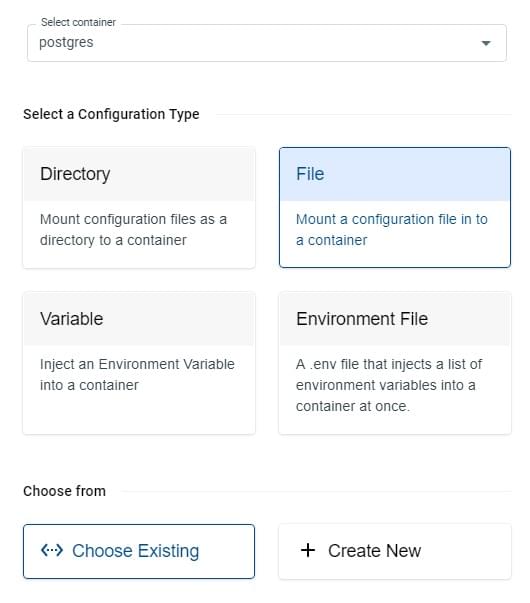 Select container
postgres
Select a Configuration Type
Directory
Mount configuration files as a
directory to a container
File
Mount a configuration file in to
a container
Variable
Inject an Environment Variable
into a container
Environment File
A .env file that injects a list of
environment variables into a
container at once.
Choose from
Choose Existing
Create New